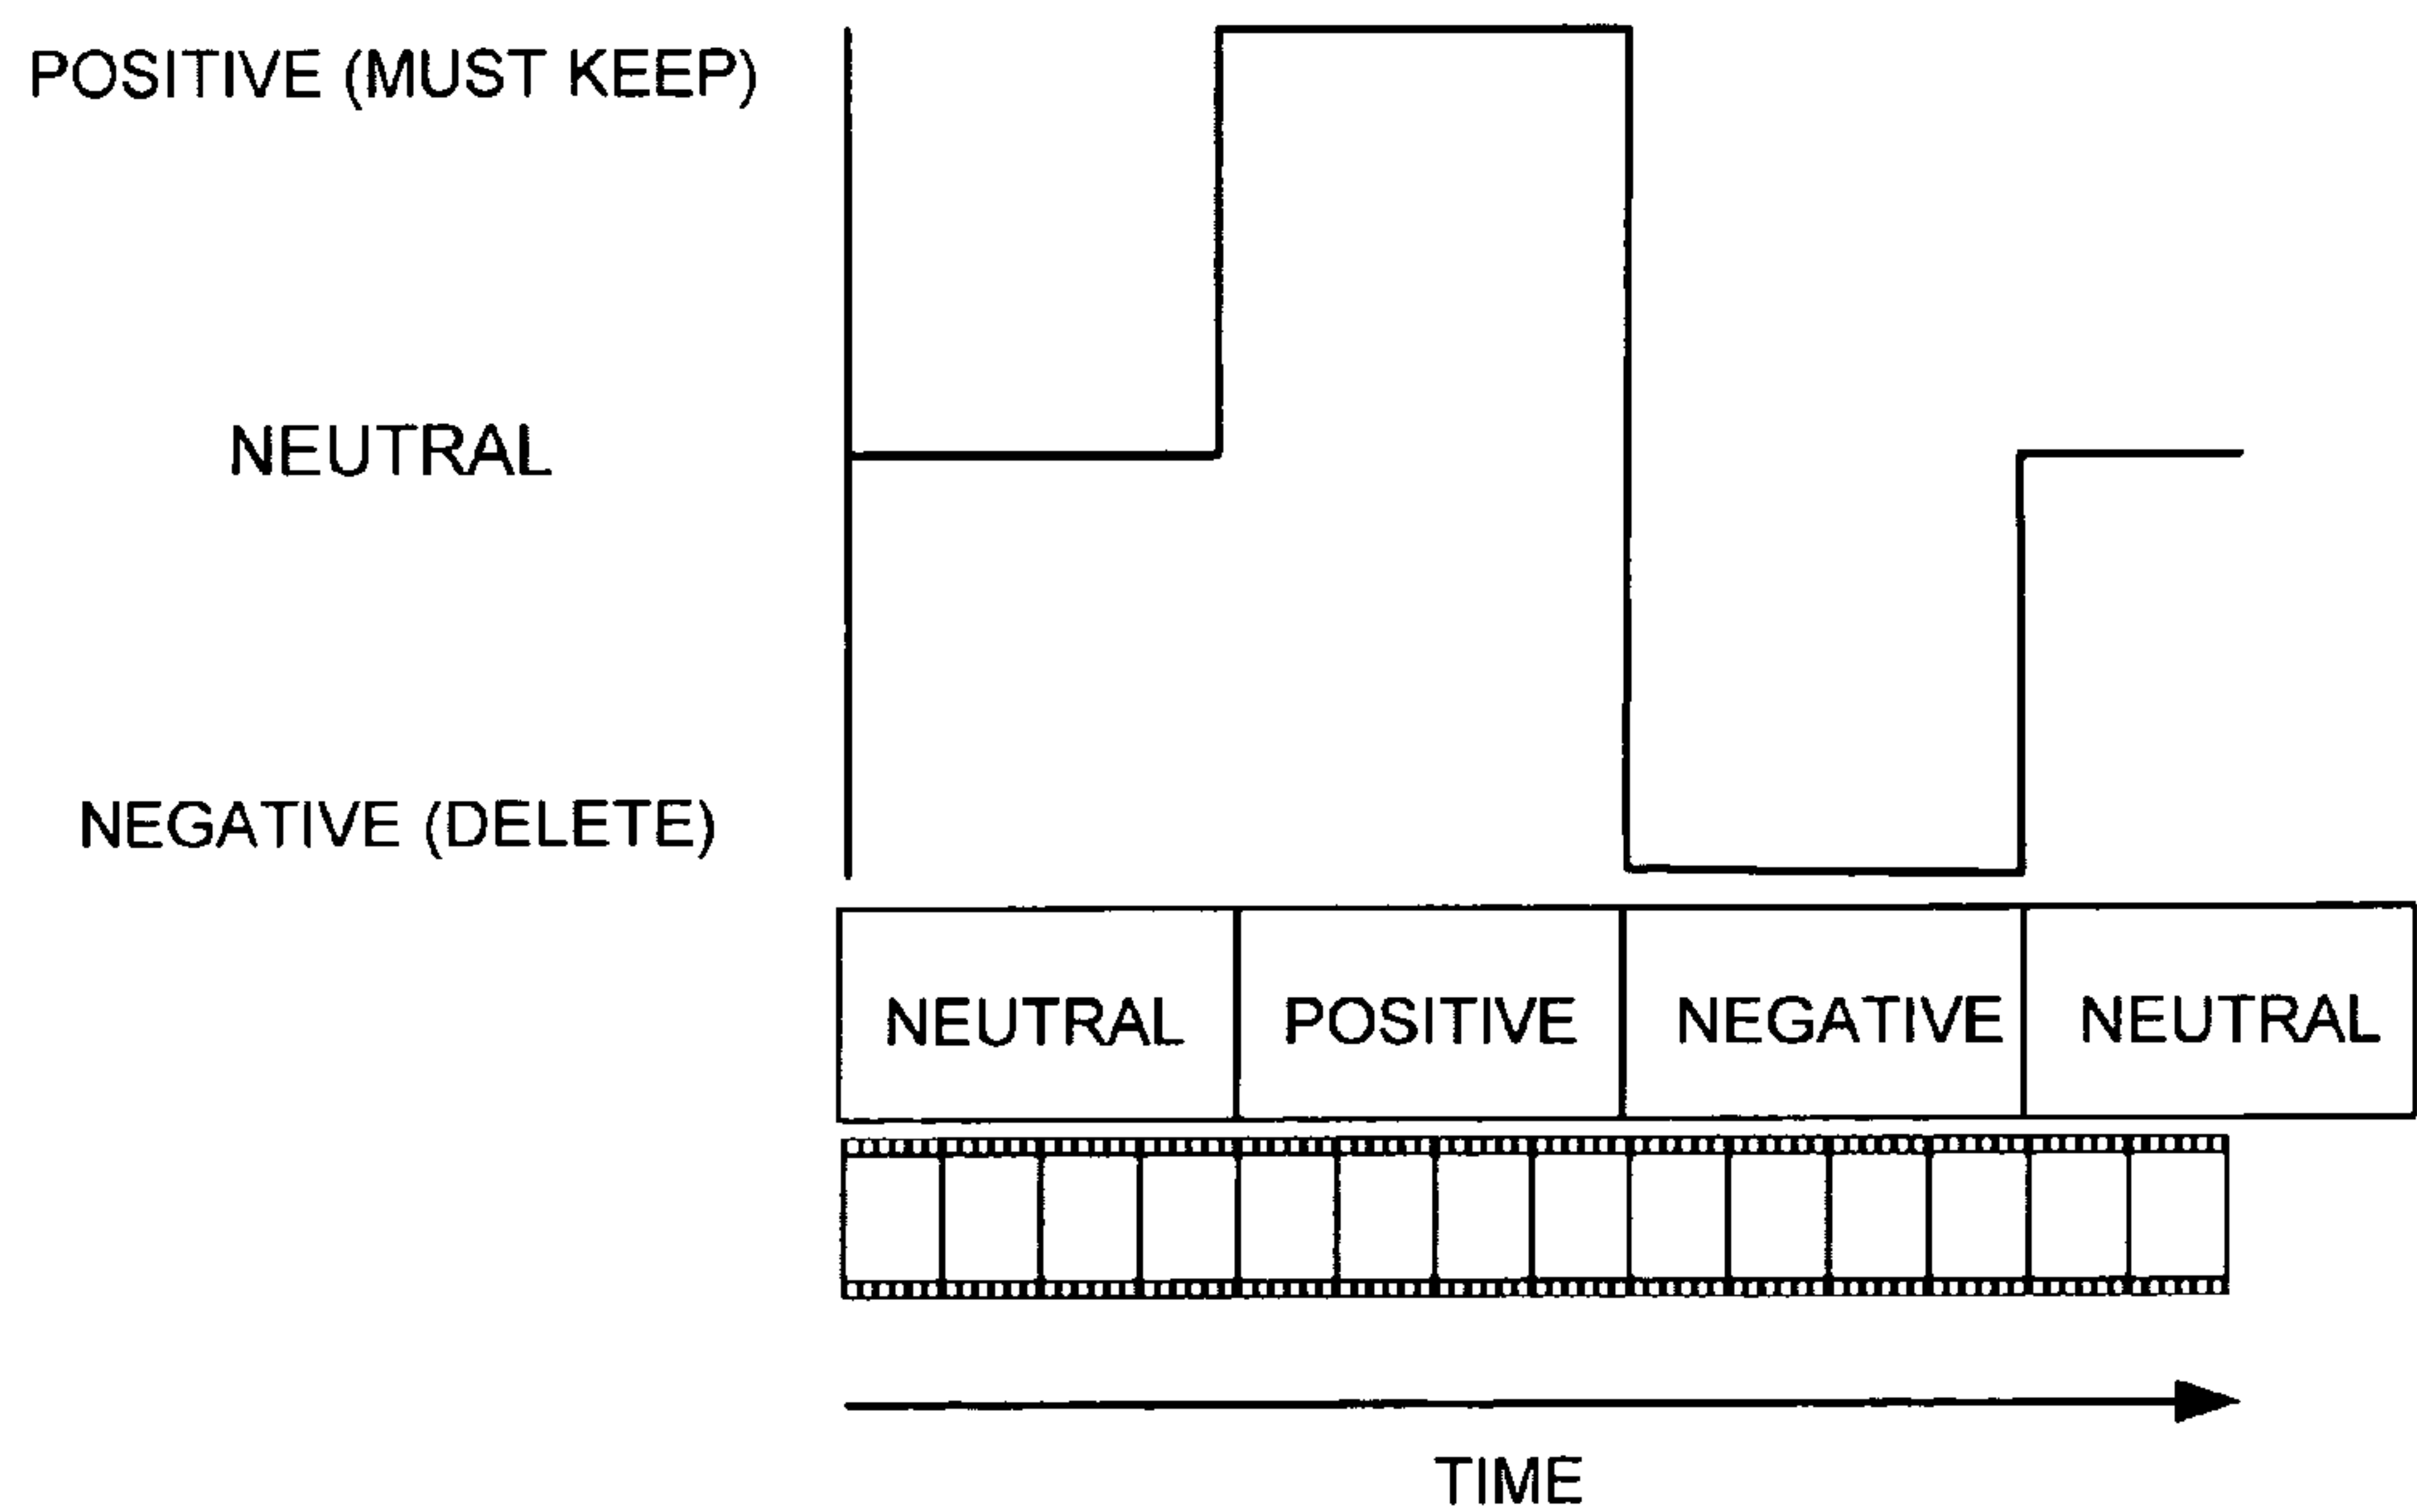 POSITIVE (MUST KEEP)
NEUTRAL
NEGATIVE (DELETE)
NEUTRAL POSITIVE NEGATIVE NEUTRAL
TIME